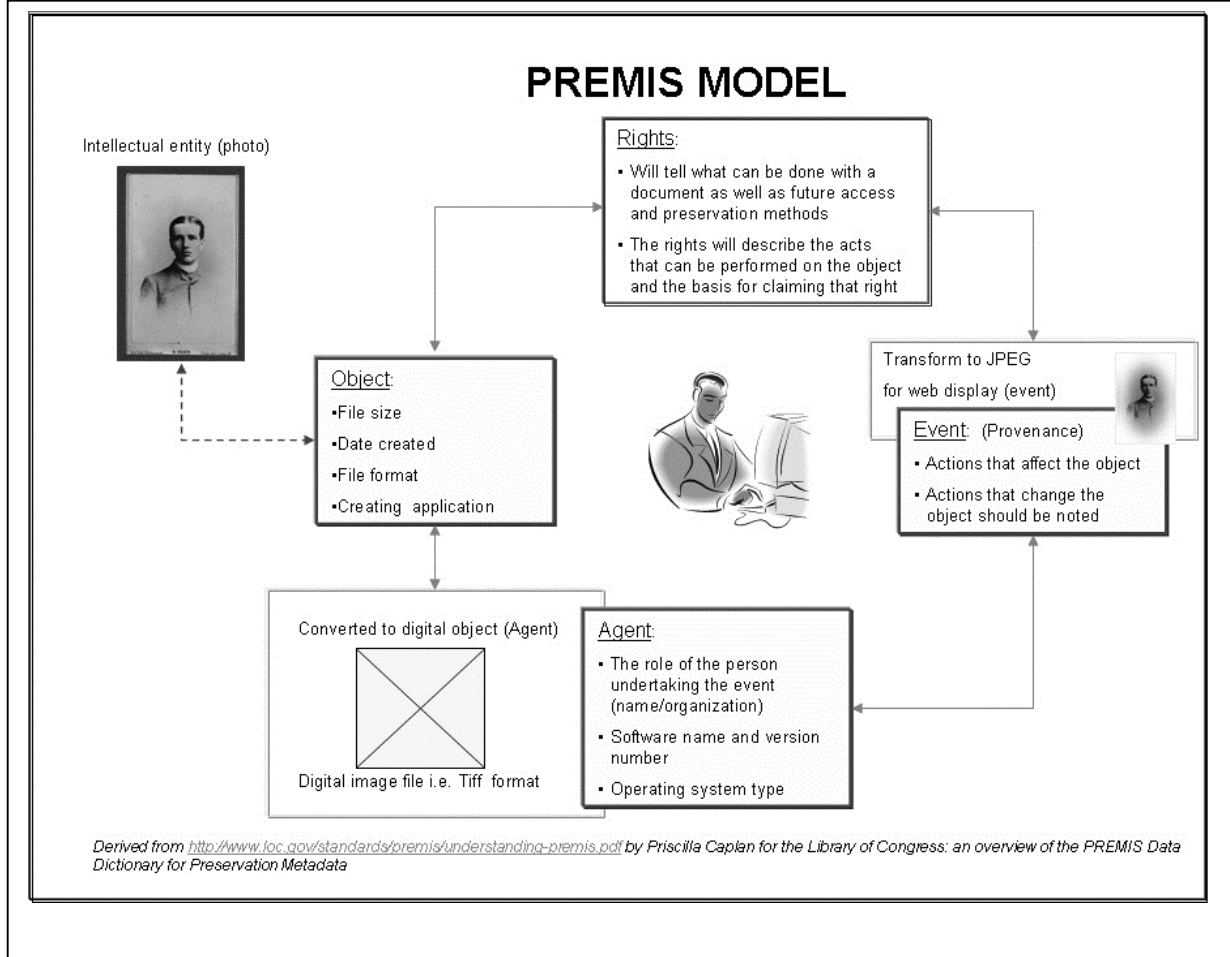 PREMIS MODEL
Intellectual entity (photo)
Rights:
▪ Will tell what can be done with a
document as well as future access
and preservation methods
▪ The rights will describe the acts
that can be performed on the object
and the basis for claiming that right
Object:
▪File size
▪Date created
▪File format
▪Creating application
Transform to JPEG
for web display (event)
Event: (Provenance)
▪ Actions that affect the object
▪ Actions that change the
object should be noted
Converted to digital object (Agent)
Digital image file i.e. Tiff format
Agent:
▪ The role of the person
undertaking the event
(name/organization)
▪ Software name and version
number
▪ Operating system type
Derived from http://www.loc.gov/standards/premis/understanding-premis.pdf by Priscilla Caplan for the Library of Congress: an overview of the PREMIS Data
Dictionary for Preservation Metadata